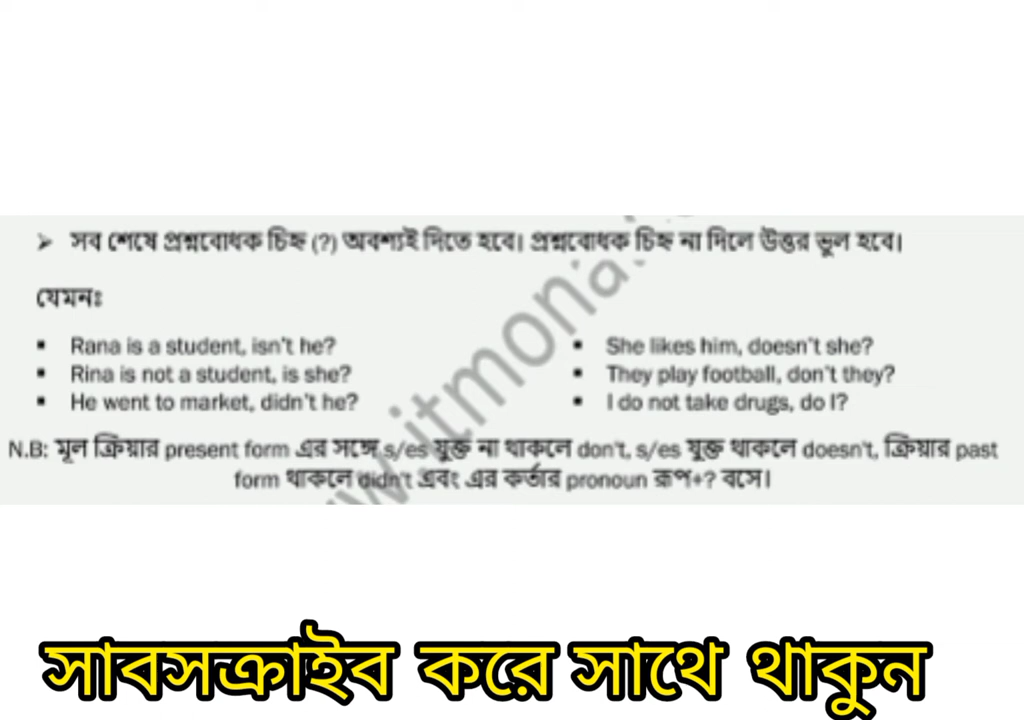 ➢ সব শেষে প্রশ্নবোধক চিহ্ন (?) অবশ্যই দিতে হবে। প্রশ্নবোধক চিহ্ন না দিলে উত্তর ভুল হবে।
যেমনঃ
▪ Rana is a student, isn't he?
▪ Rina is not a student, is she?
▪ He went to market, didn't he?
▪ She likes him, doesn't she?
▪ They play football, don't they?
▪ I do not take drugs, do I?
N.B: মূল ক্রিয়ার present form এর সঙ্গে s/es যুক্ত না থাকলে don't, s/es যুক্ত থাকলে doesn't, ক্রিয়ার past
form থাকলে didn't এবং এর কর্তার pronoun রূপ+? বসে।
সাবসক্রাইব করে সাথে থাকুন